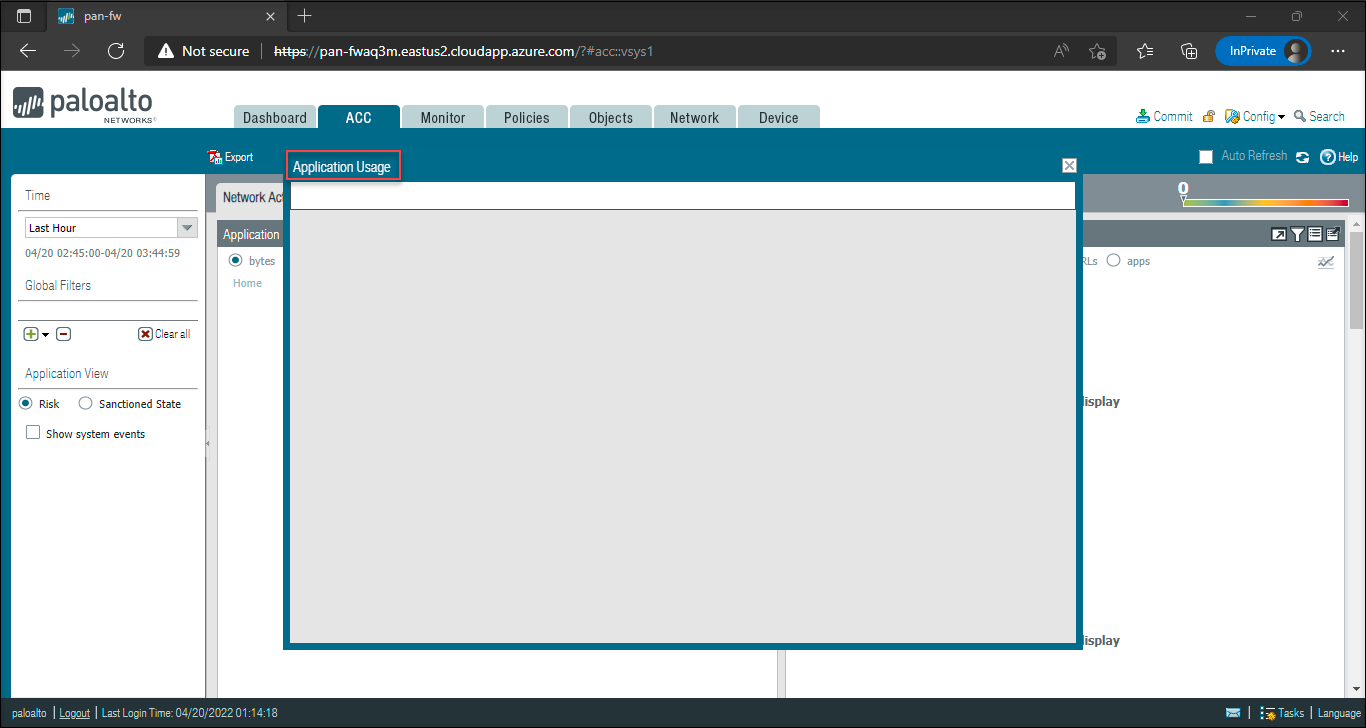 pan-fw
Not secure
https://pan-fwaq3m.eastus2.cloudapp.azure.com/?#acc::vsys1
InPrivate
paloalto
NETWORKS®
Dashboard
ACC
Monitor
Policies
Objects
Network
Device
Commit
Config
Search
Export
Application Usage
Auto Refresh
Help
Time
Network Ac
0
Last Hour
Application
04/20 02:45:00-04/20 03:44:59
bytes
RLs
apps
Global Filters
Home
Clear all
Application View
Risk
Sanctioned State
isplay
Show system events
isplay
paloalto
Logout
Last Login Time: 04/20/2022 01:14:18
Tasks
Language